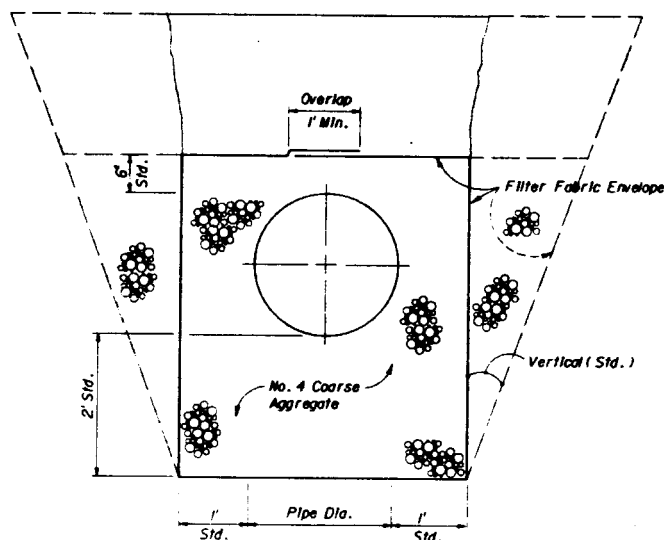 Overlap
1' Min.
6"
Std.
Filter Fabric Envelope
Vertical (Std.)
No. 4 Coarse
Aggregate
2' Std.
1'
Std.
Pipe Dia.
1'
Std.